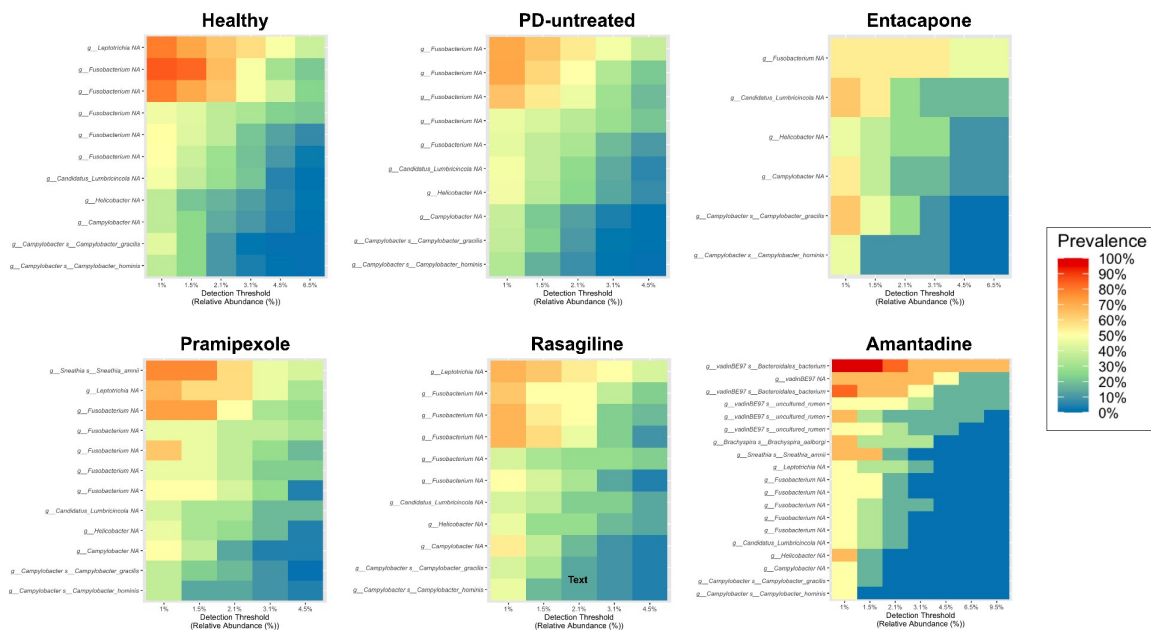 Healthy
g__Leptotrichia NA
g__Fusobacterium NA
g__Fusobacterium NA
g__Fusobacterium NA
g__Fusobacterium NA
g__Fusobacterium NA
g__Candidatus_Lumbricincola NA
g__Helicobacter NA
g__Campylobacter NA
g__Campylobacter s__Campylobacter_gracilis
g__Campylobacter s__Campylobacter_hominis
1% 1.5% 2.1% 3.1% 4.5% 6.5%
Detection Threshold
(Relative Abundance (%))
PD-untreated
g__Fusobacterium NA
g__Fusobacterium NA
g__Fusobacterium NA
g__Fusobacterium NA
g__Fusobacterium NA
g__Candidatus_Lumbricincola NA
g__Helicobacter NA
g__Campylobacter NA
g__Campylobacter s__Campylobacter_gracilis
g__Campylobacter s__Campylobacter_hominis
1% 1.5% 2.1% 3.1% 4.5%
Detection Threshold
(Relative Abundance (%))
Entacapone
g__Fusobacterium NA
g__Candidatus_Lumbricincola NA
g__Helicobacter NA
g__Campylobacter NA
g__Campylobacter s__Campylobacter_gracilis
g__Campylobacter s__Campylobacter_hominis
1% 1.5% 2.1% 3.1% 4.5% 6.5%
Detection Threshold
(Relative Abundance (%))
Prevalence
100%
90%
80%
70%
60%
50%
40%
30%
20%
10%
0%
Pramipexole
g__Sneathia s__Sneathia_amnii
g__Leptotrichia NA
g__Fusobacterium NA
g__Fusobacterium NA
g__Fusobacterium NA
g__Fusobacterium NA
g__Fusobacterium NA
g__Candidatus_Lumbricincola NA
g__Helicobacter NA
g__Campylobacter NA
g__Campylobacter s__Campylobacter_gracilis
g__Campylobacter s__Campylobacter_hominis
1% 1.5% 2.1% 3.1% 4.5%
Detection Threshold
(Relative Abundance (%))
Rasagiline
g__Leptotrichia NA
g__Fusobacterium NA
g__Fusobacterium NA
g__Fusobacterium NA
g__Fusobacterium NA
g__Fusobacterium NA
g__Candidatus_Lumbricincola NA
g__Helicobacter NA
g__Campylobacter NA
g__Campylobacter s__Campylobacter_gracilis
g__Campylobacter s__Campylobacter_hominis
Text
1% 1.5% 2.1% 3.1% 4.5%
Detection Threshold
(Relative Abundance (%))
Amantadine
g__vadinBE97 s__Bacteroidales_bacterium
g__vadinBE97 NA
g__vadinBE97 s__Bacteroidales_bacterium
g__vadinBE97 s__uncultured_rumen
g__vadinBE97 s__uncultured_rumen
g__vadinBE97 s__uncultured_rumen
g__Brachyspira s__Brachyspira_aalborgi
g__Sneathia s__Sneathia_amnii
g__Leptotrichia NA
g__Fusobacterium NA
g__Fusobacterium NA
g__Fusobacterium NA
g__Fusobacterium NA
g__Fusobacterium NA
g__Candidatus_Lumbricincola NA
g__Helicobacter NA
g__Campylobacter NA
g__Campylobacter s__Campylobacter_gracilis
g__Campylobacter s__Campylobacter_hominis
1% 1.5% 2.1% 3.1% 4.5% 6.5% 9.5%
Detection Threshold
(Relative Abundance (%))